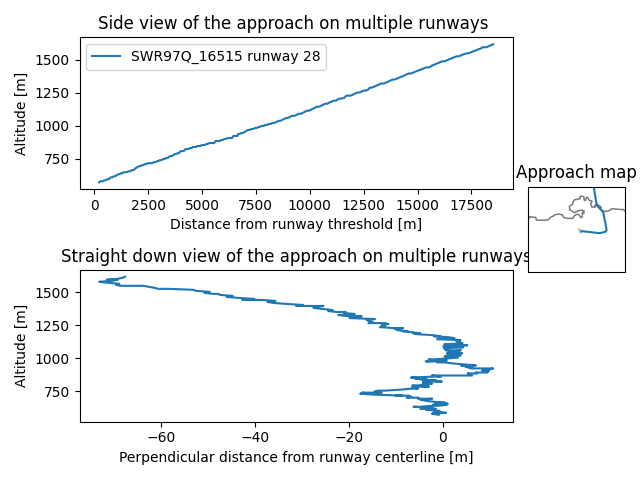 Side view of the approach on multiple runways
SWR97Q_16515 runway 28
Altitude [m]
1500
1250
1000
750
0 2500 5000 7500 10000 12500 15000 17500
Distance from runway threshold [m]
Approach map
Straight down view of the approach on multiple runways
Altitude [m]
1500
1250
1000
750
−60 −40 −20 0
Perpendicular distance from runway centerline [m]